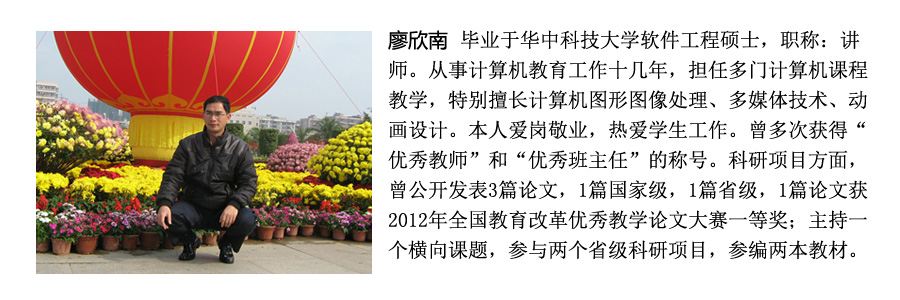 廖欣南 毕业于华中科技大学软件工程硕士，职称：讲
师。从事计算机教育工作十几年，担任多门计算机课程
教学，特别擅长计算机图形图像处理、多媒体技术、动
画设计。本人爱岗敬业，热爱学生工作。曾多次获得“
优秀教师”和“优秀班主任”的称号。科研项目方面，
曾公开发表3篇论文，1篇国家级，1篇省级，1篇论文获
2012年全国教育改革优秀教学论文大赛一等奖；主持一
个横向课题，参与两个省级科研项目，参编两本教材。